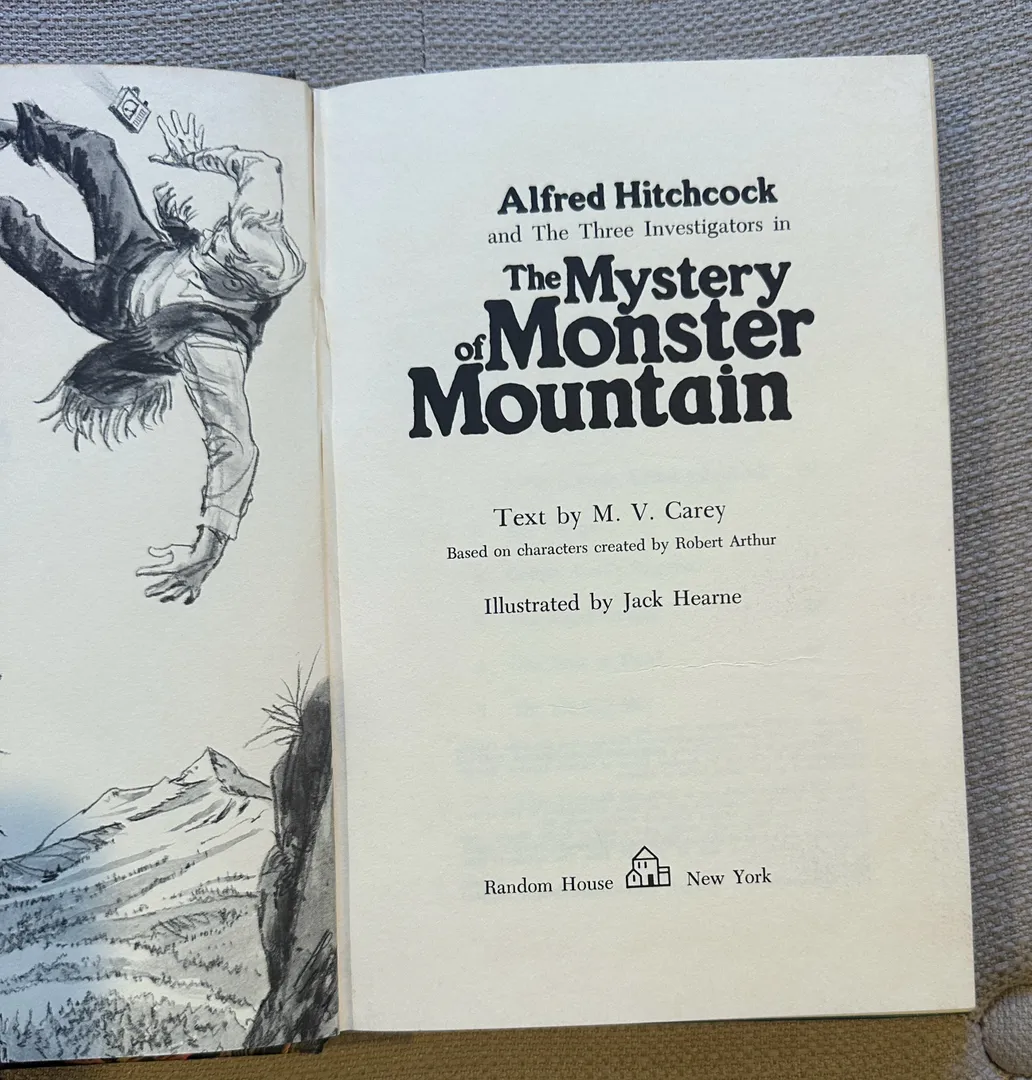 Alfred Hitchcock
and The Three Investigators in
The Mystery
of Monster
Mountain
Text by M. V. Carey
Based on characters created by Robert Arthur
Illustrated by Jack Hearne
Random House New York